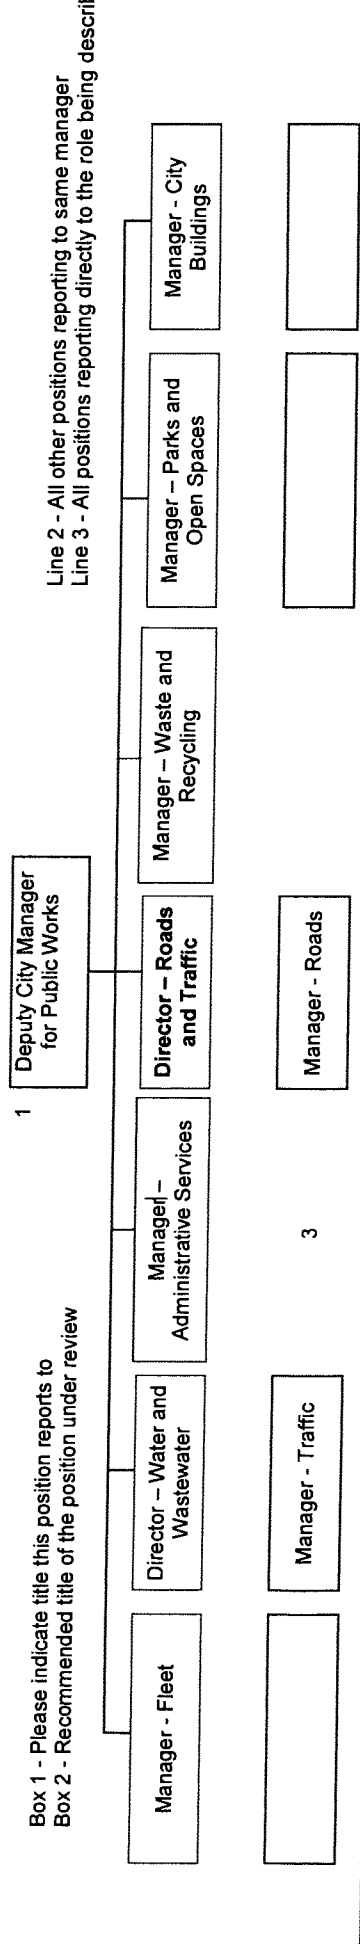 Box 1 - Please indicate title this position reports to
Box 2 - Recommended title of the position under review
1
Deputy City Manager
for Public Works
Line 2 - All other positions reporting to same manager
Line 3 - All positions reporting directly to the role being describ
Manager - Fleet
Director – Water and
Wastewater
Manager –
Administrative Services
Director – Roads
and Traffic
Manager – Waste and
Recycling
Manager – Parks and
Open Spaces
Manager - City
Buildings
Manager - Traffic
3
Manager - Roads